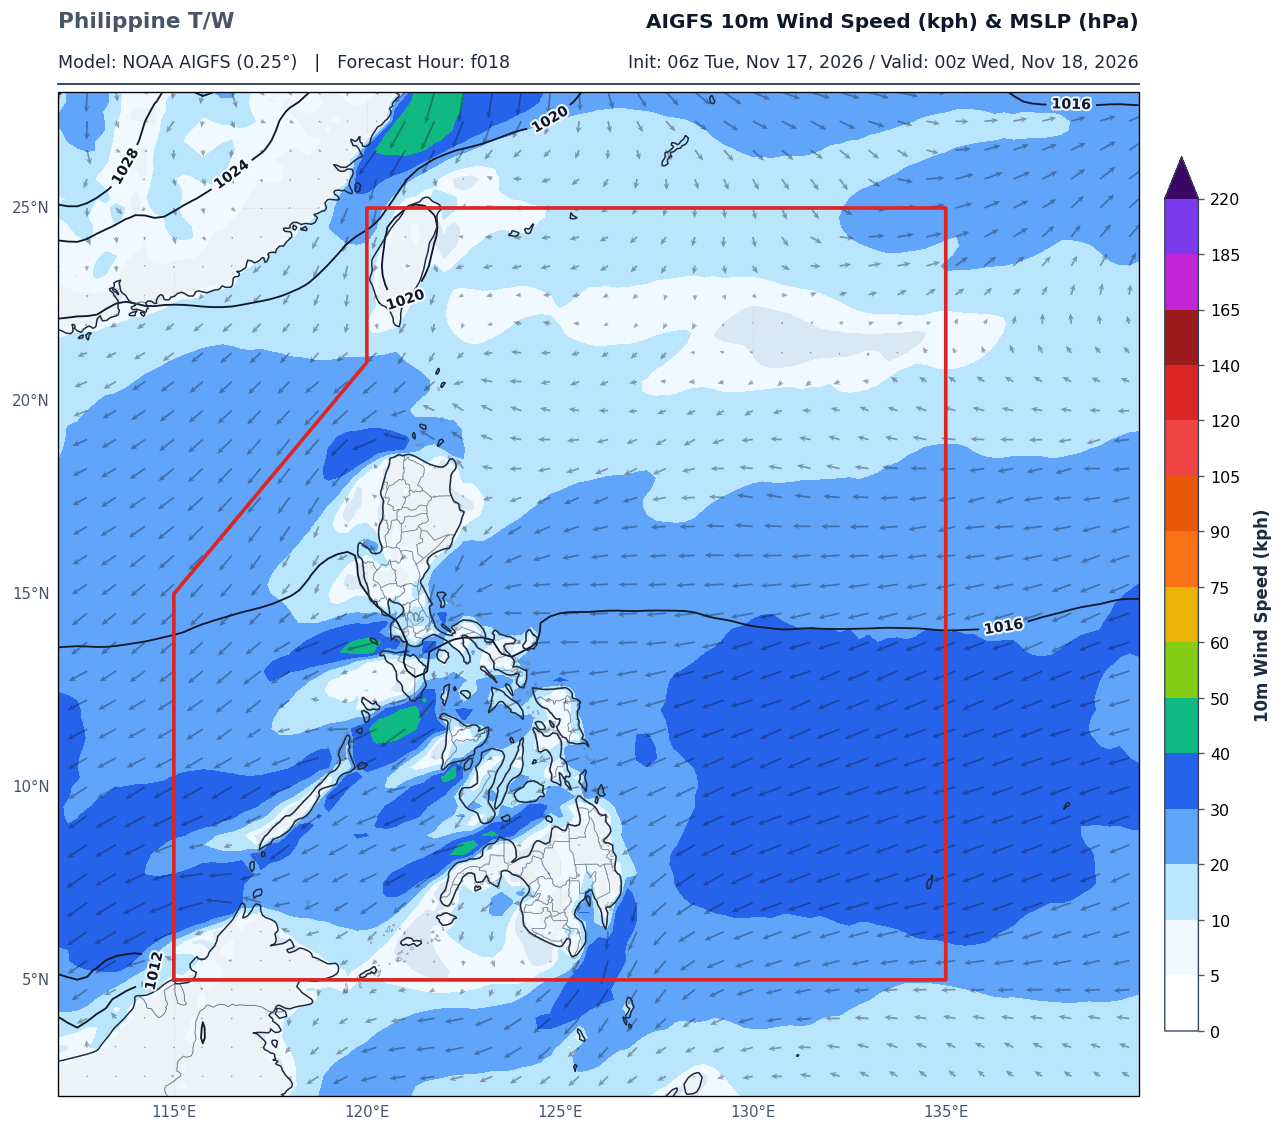 Philippine T/W
AIGFS 10m Wind Speed (kph) & MSLP (hPa)
Model: NOAA AIGFS (0.25°) | Forecast Hour: f018
Init: 06z Tue, Nov 17, 2026 / Valid: 00z Wed, Nov 18, 2026
1016
1020
1028
1024
25°N
1020
20°N
15°N
1016
10°N
1012
5°N
115°E
120°E
125°E
130°E
135°E
220
185
165
140
120
105
90
75
60
50
40
30
20
10
5
0
10m Wind Speed (kph)